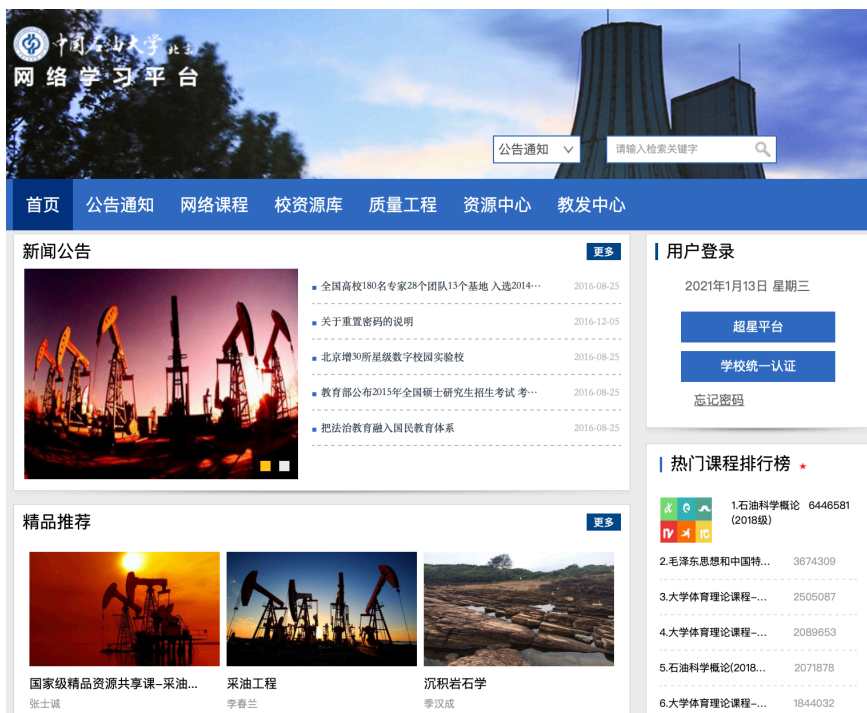 中国石油大学 北京
网络学习平台
公告通知
请输入检索关键字
首页 公告通知 网络课程 校资源库 质量工程 资源中心 教发中心
新闻公告 更多
全国高校180名专家28个团队13个基地 入选2014… 2016-08-25
关于重置密码的说明 2016-12-05
北京增30所星级数字校园实验校 2016-08-25
教育部公布2015年全国硕士研究生招生考试 考… 2016-08-25
把法治教育融入国民教育体系 2016-08-25
精品推荐 更多
国家级精品资源共享课–采油...
张士诚
采油工程
李春兰
沉积岩石学
季汉成
用户登录
2021年1月13日 星期三
超星平台
学校统一认证
忘记密码
热门课程排行榜
1.石油科学概论 6446581
(2018级)
2.毛泽东思想和中国特... 3674309
3.大学体育理论课程–... 2505087
4.大学体育理论课程–... 2089653
5.石油科学概论(2018... 2071878
6.大学体育理论课程–... 1844032